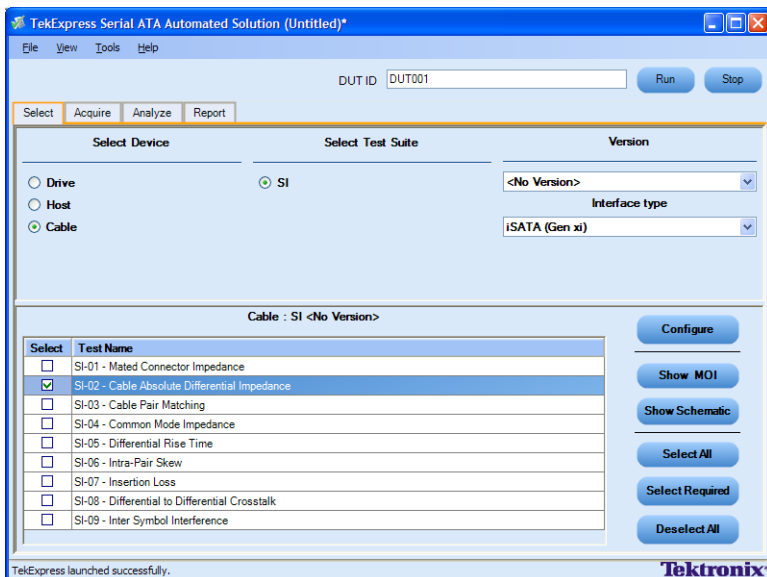 TekExpress Serial ATA Automated Solution (Untitled)*
File View Tools Help
DUT ID DUT001 Run Stop
Select Acquire Analyze Report
Select Device Select Test Suite Version
Drive SI <No Version>
Host Interface type
Cable iSATA (Gen xi)
Cable : SI <No Version>
Configure
Select Test Name
SI-01 - Mated Connector Impedance
Show MOI
SI-02 - Cable Absolute Differential Impedance
SI-03 - Cable Pair Matching
Show Schematic
SI-04 - Common Mode Impedance
SI-05 - Differential Rise Time
Select All
SI-06 - Intra-Pair Skew
SI-07 - Insertion Loss
Select Required
SI-08 - Differential to Differential Crosstalk
SI-09 - Inter Symbol Interference
Deselect All
TekExpress launched successfully. Tektronix